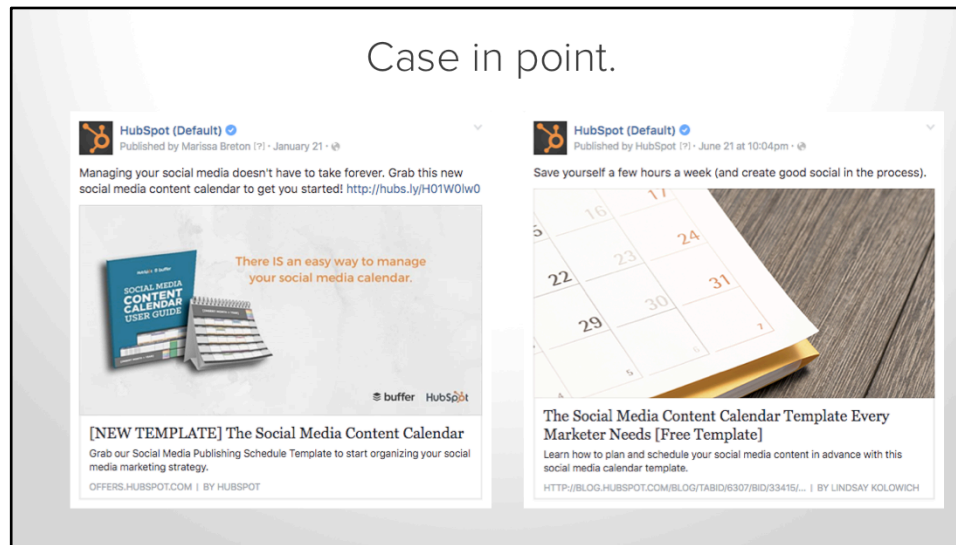 Case in point.
HubSpot (Default)
Published by Marissa Breton [?] · January 21 ·
Managing your social media doesn't have to take forever. Grab this new
social media content calendar to get you started! http://hubs.ly/H01W0lw0
SOCIAL MEDIA
CONTENT
CALENDAR
USER GUIDE
There IS an easy way to manage
your social media calendar.
buffer HubSpot
[NEW TEMPLATE] The Social Media Content Calendar
Grab our Social Media Publishing Schedule Template to start organizing your social
media marketing strategy.
OFFERS.HUBSPOT.COM | BY HUBSPOT
HubSpot (Default)
Published by HubSpot [?] · June 21 at 10:04pm ·
Save yourself a few hours a week (and create good social in the process).
16 17
22 23 24
29 30 31
4 5 6 7
The Social Media Content Calendar Template Every
Marketer Needs [Free Template]
Learn how to plan and schedule your social media content in advance with this
social media calendar template.
HTTP://BLOG.HUBSPOT.COM/BLOG/TABID/6307/BID/33415/... | BY LINDSAY KOLOWICH